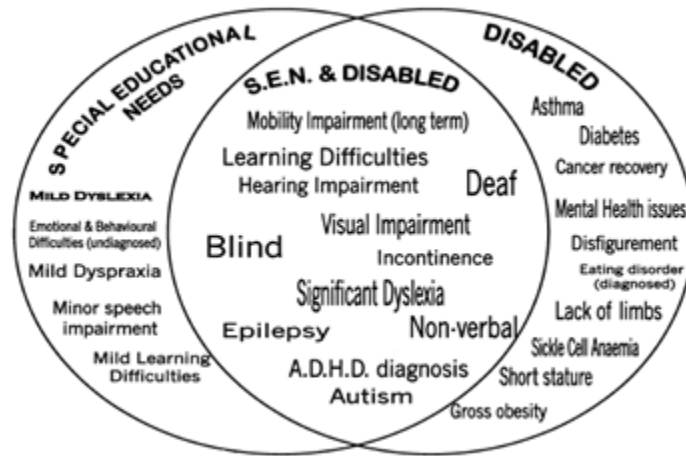 SPECIAL EDUCATIONAL
NEEDS
MILD DYSLEXIA
Emotional & Behavioural
Difficulties (undiagnosed)
Mild Dyspraxia
Minor speech
impairment
Mild Learning
Difficulties
S.E.N. & DISABLED
Mobility Impairment (long term)
Learning Difficulties
Hearing Impairment
Deaf
Visual Impairment
Blind
Incontinence
Significant Dyslexia
Epilepsy
Non-verbal
A.D.H.D. diagnosis
Autism
DISABLED
Asthma
Diabetes
Cancer recovery
Mental Health issues
Disfigurement
Eating disorder
(diagnosed)
Lack of limbs
Sickle Cell Anaemia
Short stature
Gross obesity